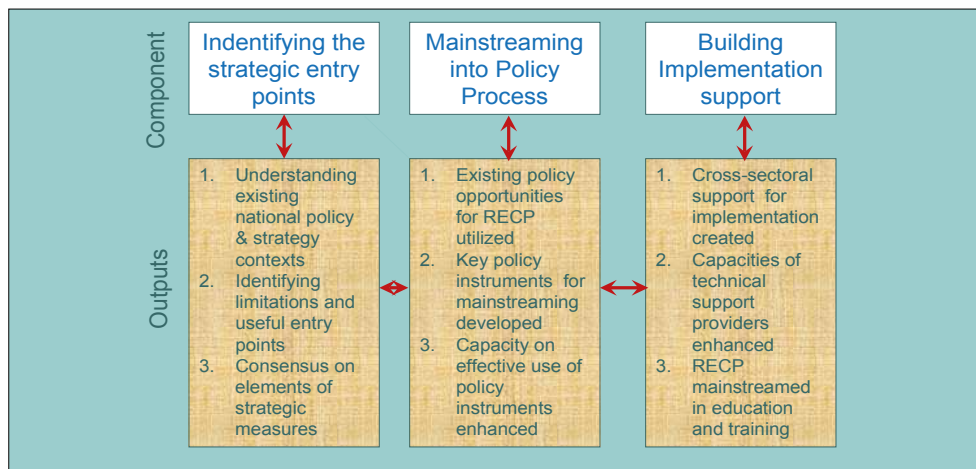 Component
Indentifying the
strategic entry
points
Mainstreaming
into Policy
Process
Building
Implementation
support
Outputs
1. Understanding
existing
national policy
& strategy
contexts
2. Identifying
limitations and
useful entry
points
3. Consensus on
elements of
strategic
measures
1. Existing policy
opportunities
for RECP
utilized
2. Key policy
instruments for
mainstreaming
developed
3. Capacity on
effective use of
policy
instruments
enhanced
1. Cross-sectoral
support for
implementation
created
2. Capacities of
technical
support
providers
enhanced
3. RECP
mainstreamed
in education
and training